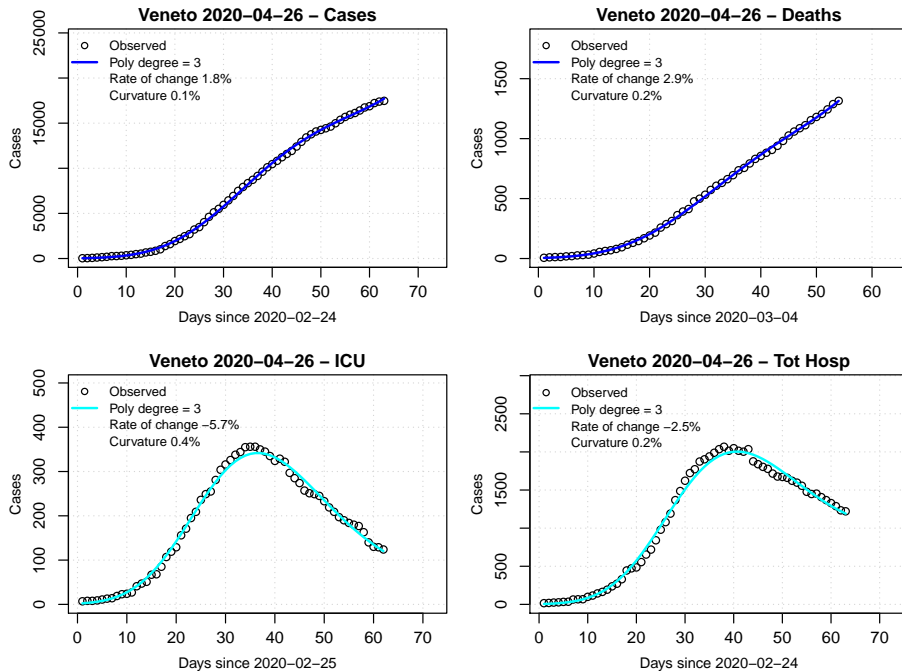 Veneto 2020−04−26 − Cases
Observed
Poly degree = 3
Rate of change 1.8%
Curvature 0.1%
Cases
0
5000
15000
25000
0 10 20 30 40 50 60 70
Days since 2020−02−24
Veneto 2020−04−26 − Deaths
Observed
Poly degree = 3
Rate of change 2.9%
Curvature 0.2%
Cases
0
500
1000
1500
0 10 20 30 40 50 60
Days since 2020−03−04
Veneto 2020−04−26 − ICU
Observed
Poly degree = 3
Rate of change −5.7%
Curvature 0.4%
Cases
0
100
200
300
400
500
0 10 20 30 40 50 60 70
Days since 2020−02−25
Veneto 2020−04−26 − Tot Hosp
Observed
Poly degree = 3
Rate of change −2.5%
Curvature 0.2%
Cases
0
500
1500
2500
0 10 20 30 40 50 60 70
Days since 2020−02−24